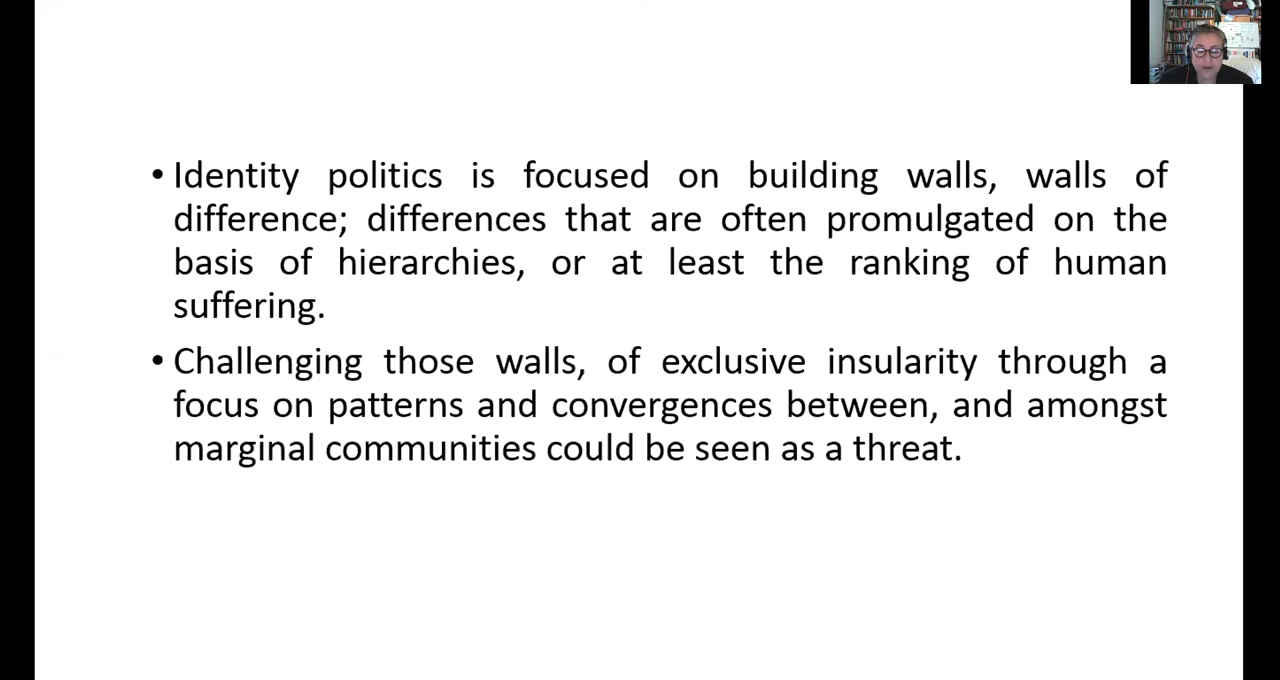 • Identity politics is focused on building walls, walls of
difference; differences that are often promulgated on the
basis of hierarchies, or at least the ranking of human
suffering.
• Challenging those walls, of exclusive insularity through a
focus on patterns and convergences between, and amongst
marginal communities could be seen as a threat.